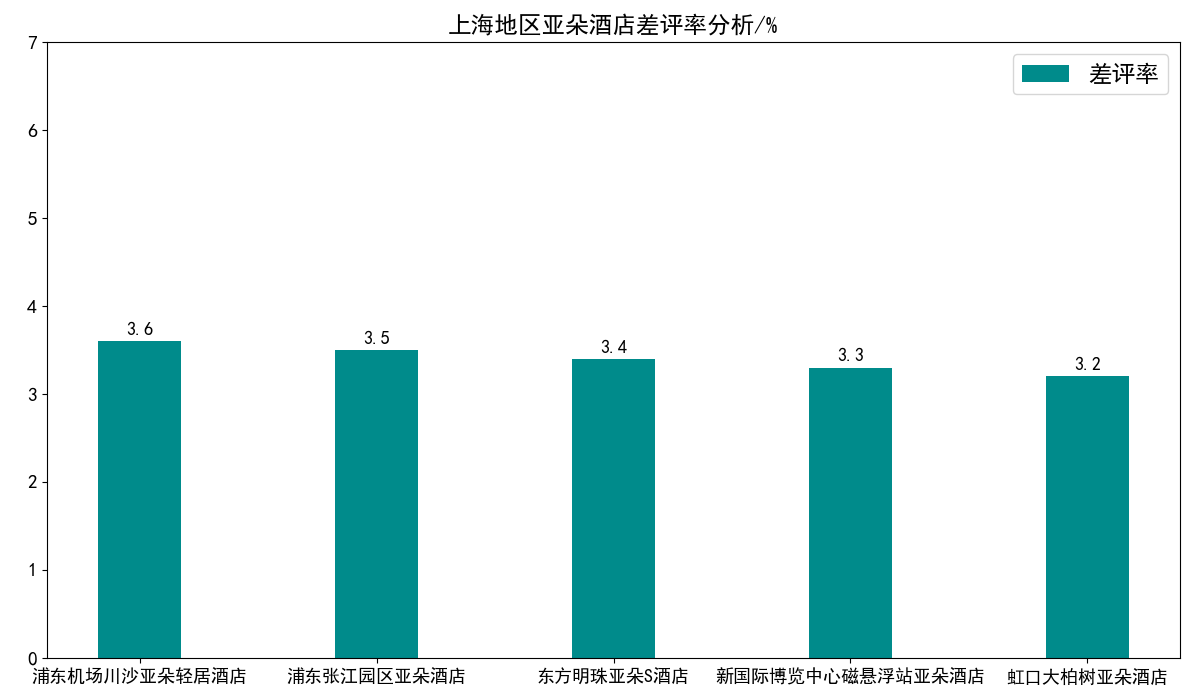 上海地区亚朵酒店差评率分析/%
差评率
7
6
5
4
3
2
1
0
3.6
3.5
3.4
3.3
3.2
浦东机场川沙亚朵轻居酒店
浦东张江园区亚朵酒店
东方明珠亚朵S酒店
新国际博览中心磁悬浮站亚朵酒店
虹口大柏树亚朵酒店